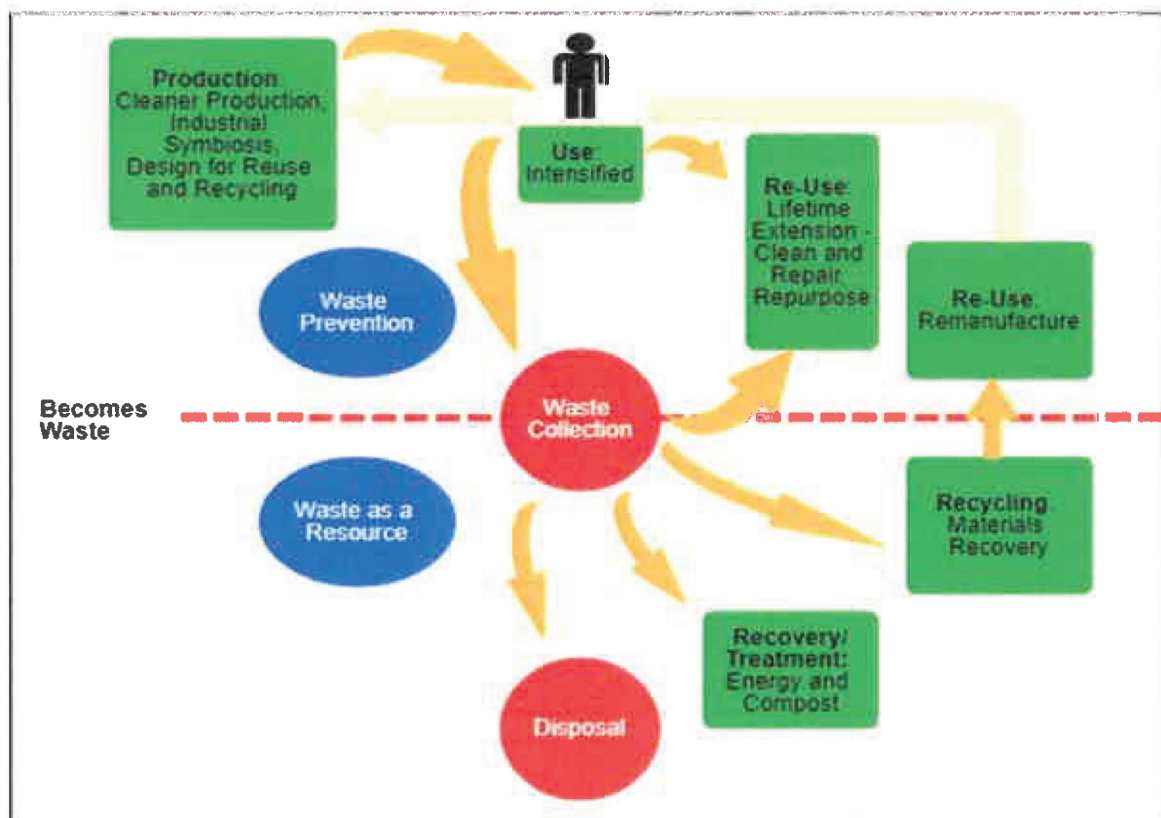 Production
Cleaner Production,
Industrial
Symbiosis,
Design for Reuse
and Recycling
Use:
Intensified
Re-Use:
Lifetime
Extension -
Clean and
Repair
Repurpose
Re-Use
Remanufacture
Waste
Prevention
Becomes
Waste
Waste
Collection
Waste as a
Resource
Recycling
Materials
Recovery
Recovery/
Treatment:
Energy and
Compost
Disposal